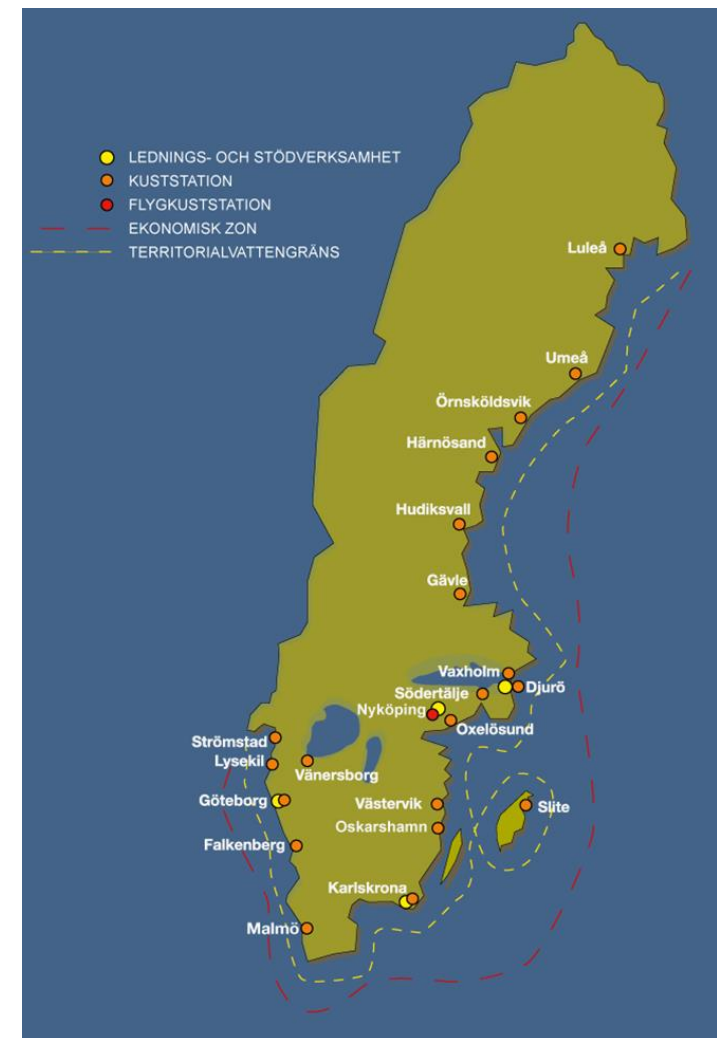 LEDNINGS- OCH STÖDVERKSAMHET
KUSTSTATION
FLYGKUSTSTATION
EKONOMISK ZON
TERRITORIALVATTENGRÄNS
Luleå
Umeå
Örnsköldsvik
Härnösand
Hudiksvall
Gävle
Vaxholm
Djurö
Södertälje
Nyköping
Oxelösund
Strömstad
Lysekil
Vänersborg
Göteborg
Västervik
Slite
Oskarshamn
Falkenberg
Karlskrona
Malmö